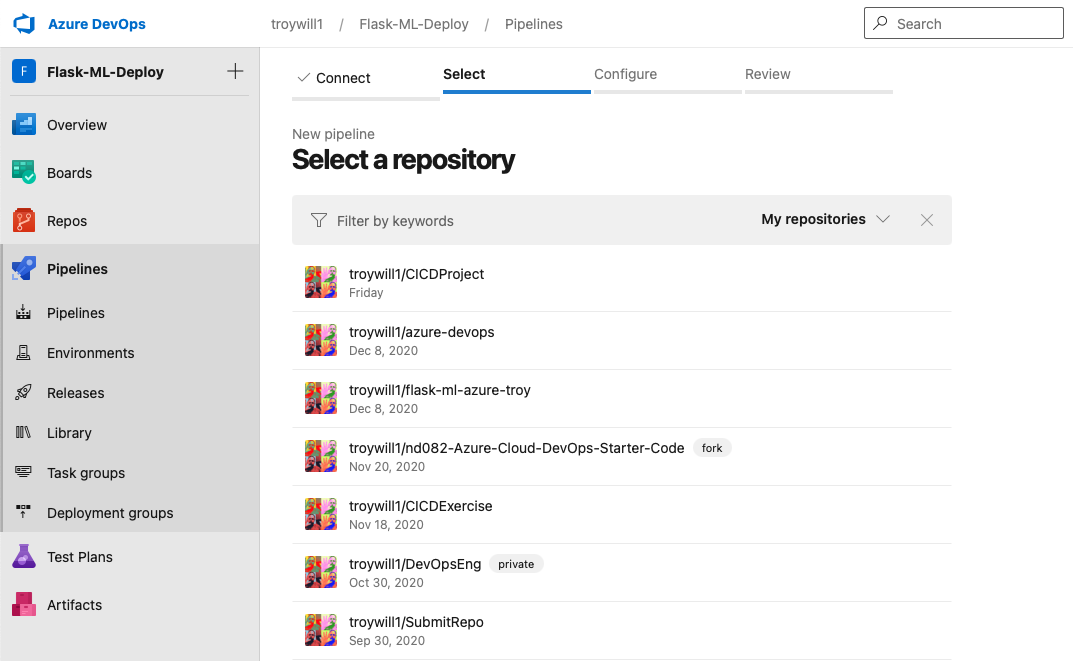 Azure DevOps
troywill1 / Flask-ML-Deploy / Pipelines
Search
F Flask-ML-Deploy
Overview
Boards
Repos
Pipelines
Pipelines
Environments
Releases
Library
Task groups
Deployment groups
Test Plans
Artifacts
Connect Select Configure Review
New pipeline
Select a repository
Filter by keywords My repositories
troywill1/CICDProject
Friday
troywill1/azure-devops
Dec 8, 2020
troywill1/flask-ml-azure-troy
Dec 8, 2020
troywill1/nd082-Azure-Cloud-DevOps-Starter-Code fork
Nov 20, 2020
troywill1/CICDExercise
Nov 18, 2020
troywill1/DevOpsEng private
Oct 30, 2020
troywill1/SubmitRepo
Sep 30, 2020